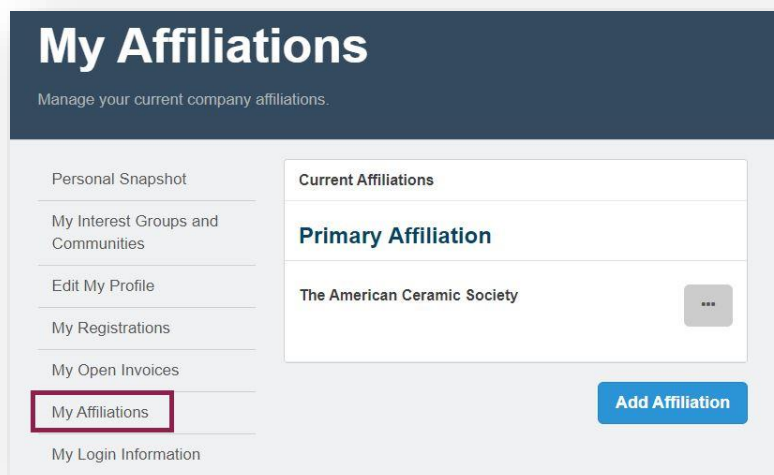 My Affiliations
Manage your current company affiliations.
Personal Snapshot
My Interest Groups and
Communities
Edit My Profile
My Registrations
My Open Invoices
My Affiliations
My Login Information
Current Affiliations
Primary Affiliation
The American Ceramic Society
...
Add Affiliation